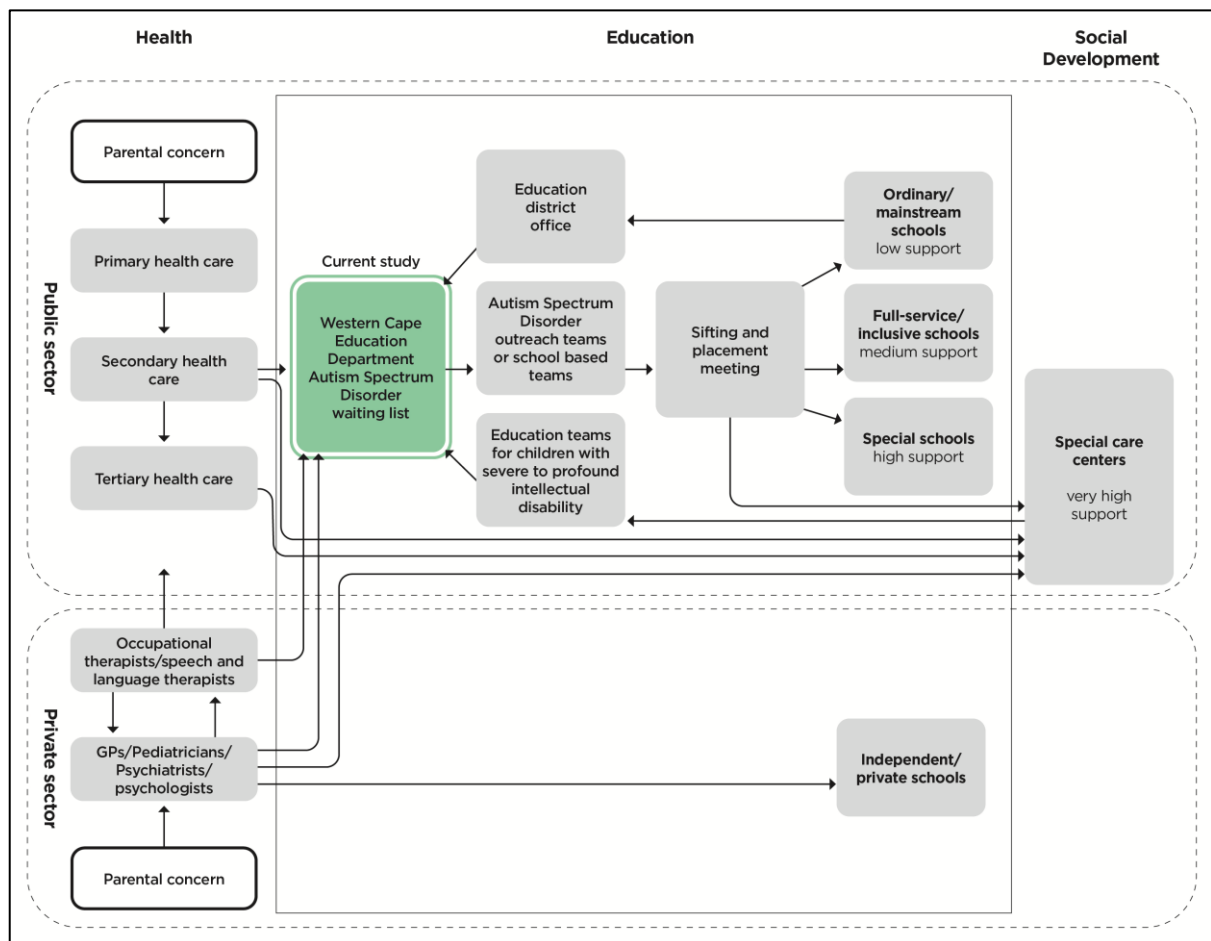 Health
Education
Social
Development
Public sector
Parental concern
Primary health care
Secondary health
care
Tertiary health care
Current study
Western Cape
Education
Department
Autism Spectrum
Disorder
waiting list
Education
district
office
Autism Spectrum
Disorder
outreach teams
or school based
teams
Education teams
for children with
severe to profound
intellectual
disability
Sifting and
placement
meeting
Ordinary/
mainstream
schools
low support
Full-service/
inclusive schools
medium support
Special schools
high support
Special care
centers
very high
support
Private sector
Occupational
therapists/speech and
language therapists
GPs/Pediatricians/
Psychiatrists/
psychologists
Parental concern
Independent/
private schools